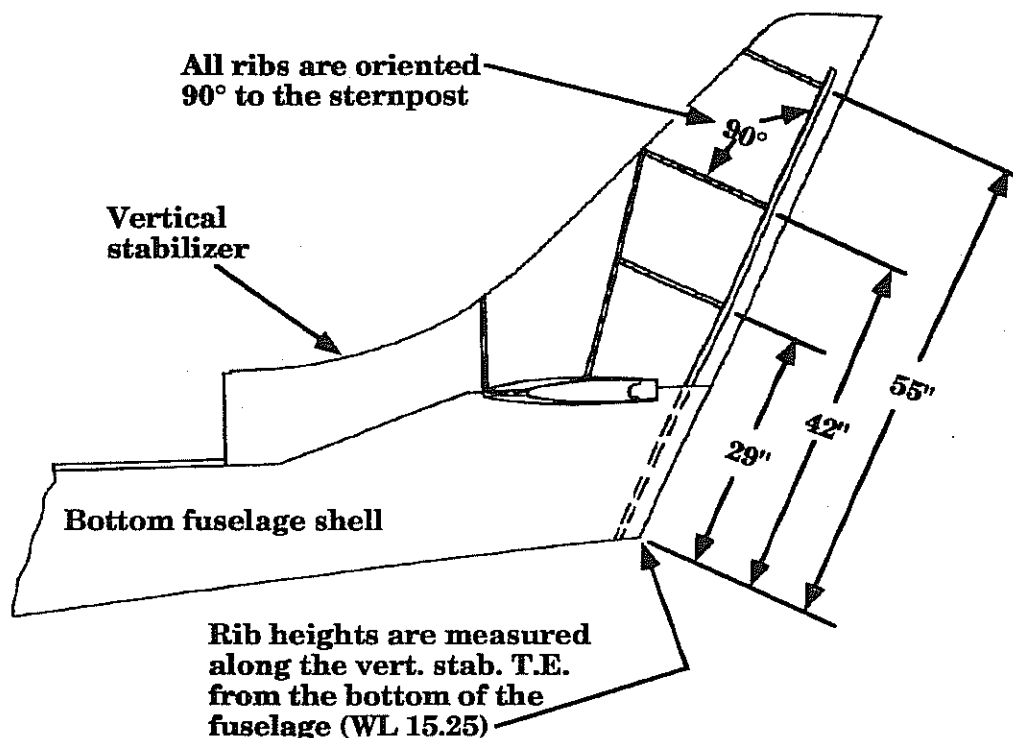 All ribs are oriented
90° to the sternpost
90°
Vertical
stabilizer
55"
42"
29"
Bottom fuselage shell
Rib heights are measured
along the vert. stab. T.E.
from the bottom of the
fuselage (WL 15.25)